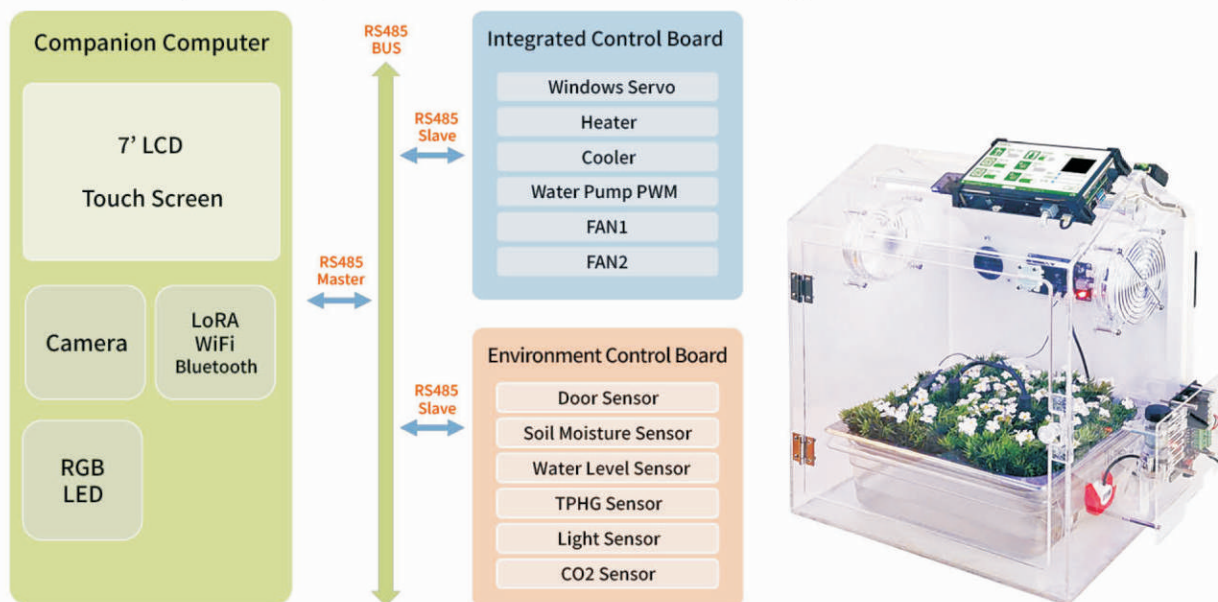 Companion Computer
7’ LCD
Touch Screen
Camera
LoRA
WiFi
Bluetooth
RGB
LED
RS485
BUS
RS485
Master
RS485
Slave
RS485
Slave
Integrated Control Board
Windows Servo
Heater
Cooler
Water Pump PWM
FAN1
FAN2
Environment Control Board
Door Sensor
Soil Moisture Sensor
Water Level Sensor
TPHG Sensor
Light Sensor
CO2 Sensor